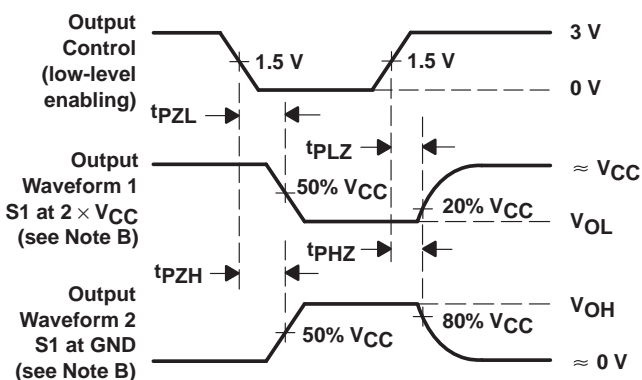 Output
Control
(low-level
enabling)
1.5 V
1.5 V
3 V
0 V
tPZL
tPLZ
Output
Waveform 1
S1 at 2 × VCC
(see Note B)
50% VCC
20% VCC
≈ VCC
VOL
tPZH
tPHZ
Output
Waveform 2
S1 at GND
(see Note B)
50% VCC
80% VCC
VOH
≈ 0 V